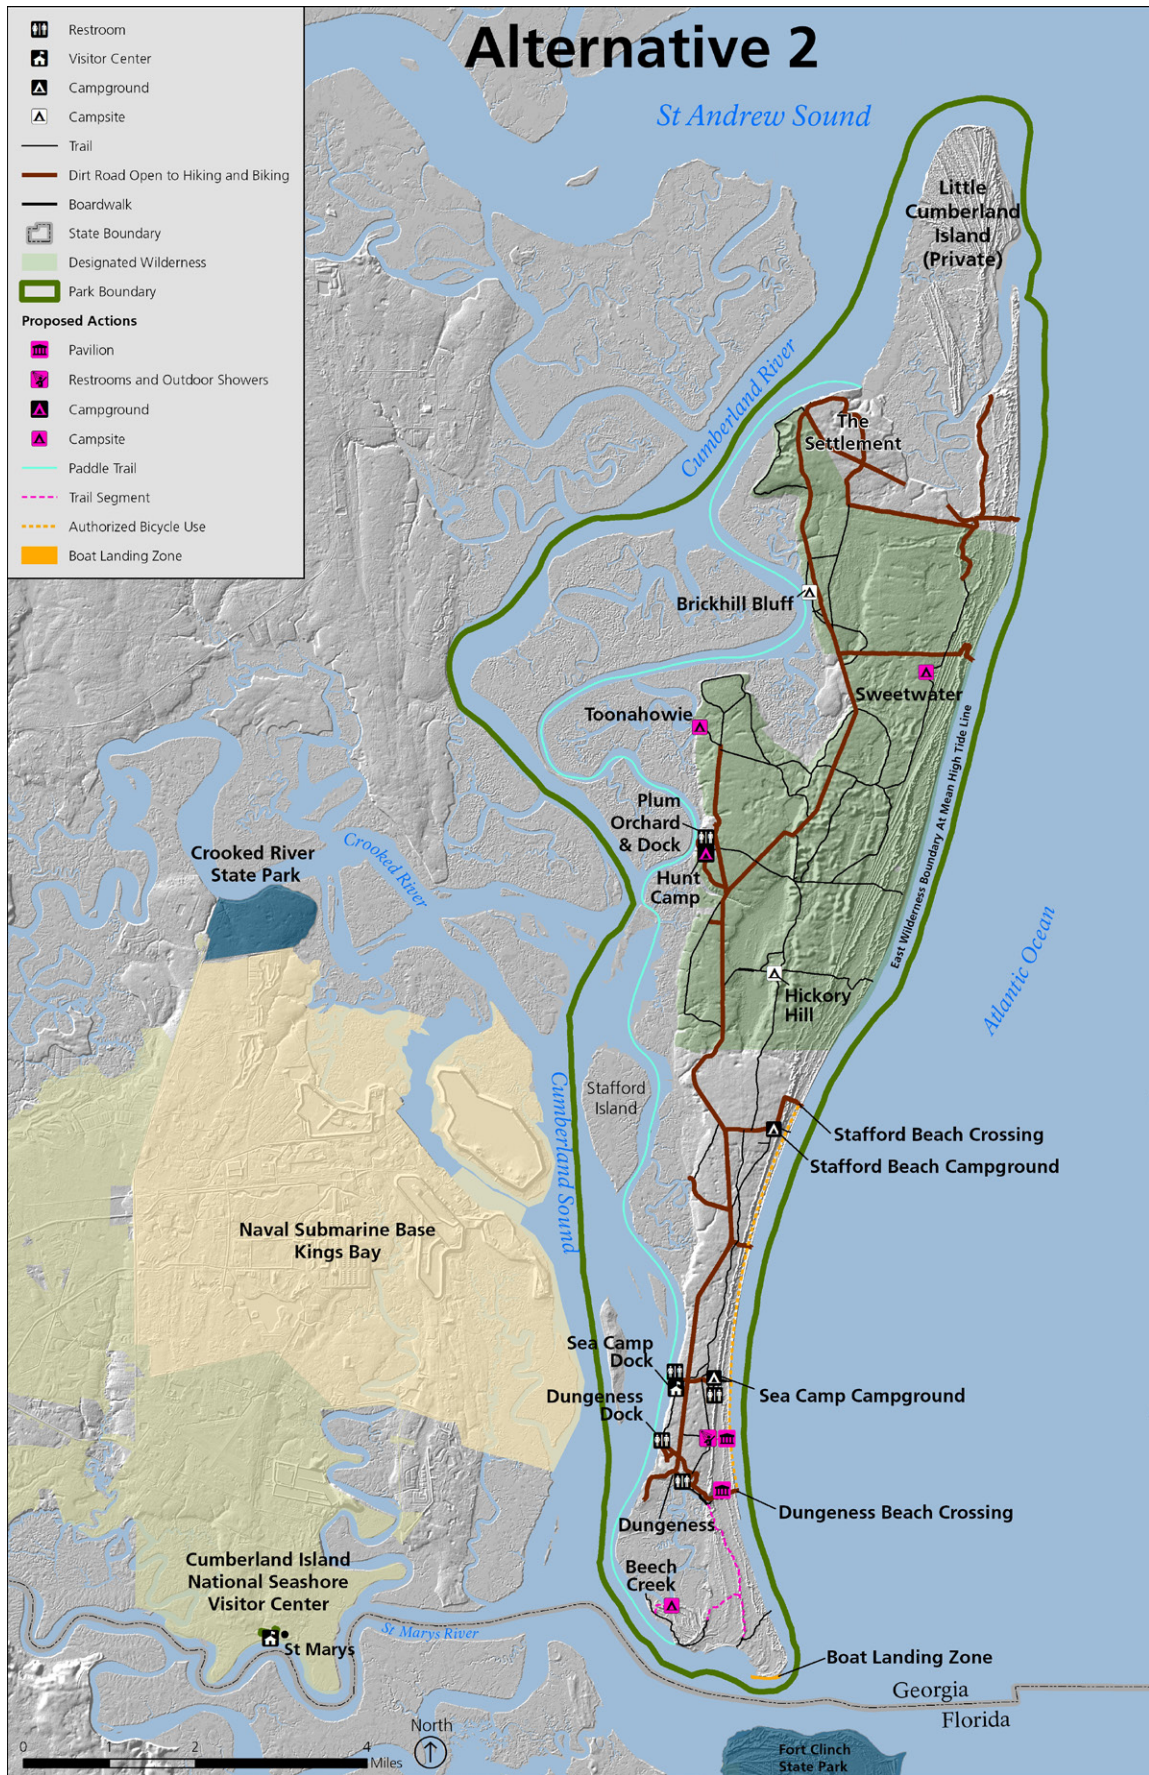 Alternative 2
Restroom
Visitor Center
Campground
Campsite
Trail
Dirt Road Open to Hiking and Biking
Boardwalk
State Boundary
Designated Wilderness
Park Boundary
Proposed Actions
Pavilion
Restrooms and Outdoor Showers
Campground
Campsite
Paddle Trail
Trail Segment
Authorized Bicycle Use
Boat Landing Zone
St Andrew Sound
Little
Cumberland
Island
(Private)
Cumberland River
The
Settlement
Brickhill Bluff
Sweetwater
Toonahowie
East Wilderness Boundary At Mean High Tide Line
Plum
Orchard
& Dock
Hunt
Camp
Crooked River
State Park
Crooked River
Atlantic Ocean
Hickory
Hill
Stafford
Island
Cumberland Sound
Stafford Beach Crossing
Stafford Beach Campground
Naval Submarine Base
Kings Bay
Sea Camp
Dock
Dungeness
Dock
Sea Camp Campground
Dungeness Beach Crossing
Dungeness
Beech
Creek
Cumberland Island
National Seashore
Visitor Center
St Marys
St Marys River
Boat Landing Zone
Georgia
Florida
North
0
2
4
Miles
Fort Clinch
State Park